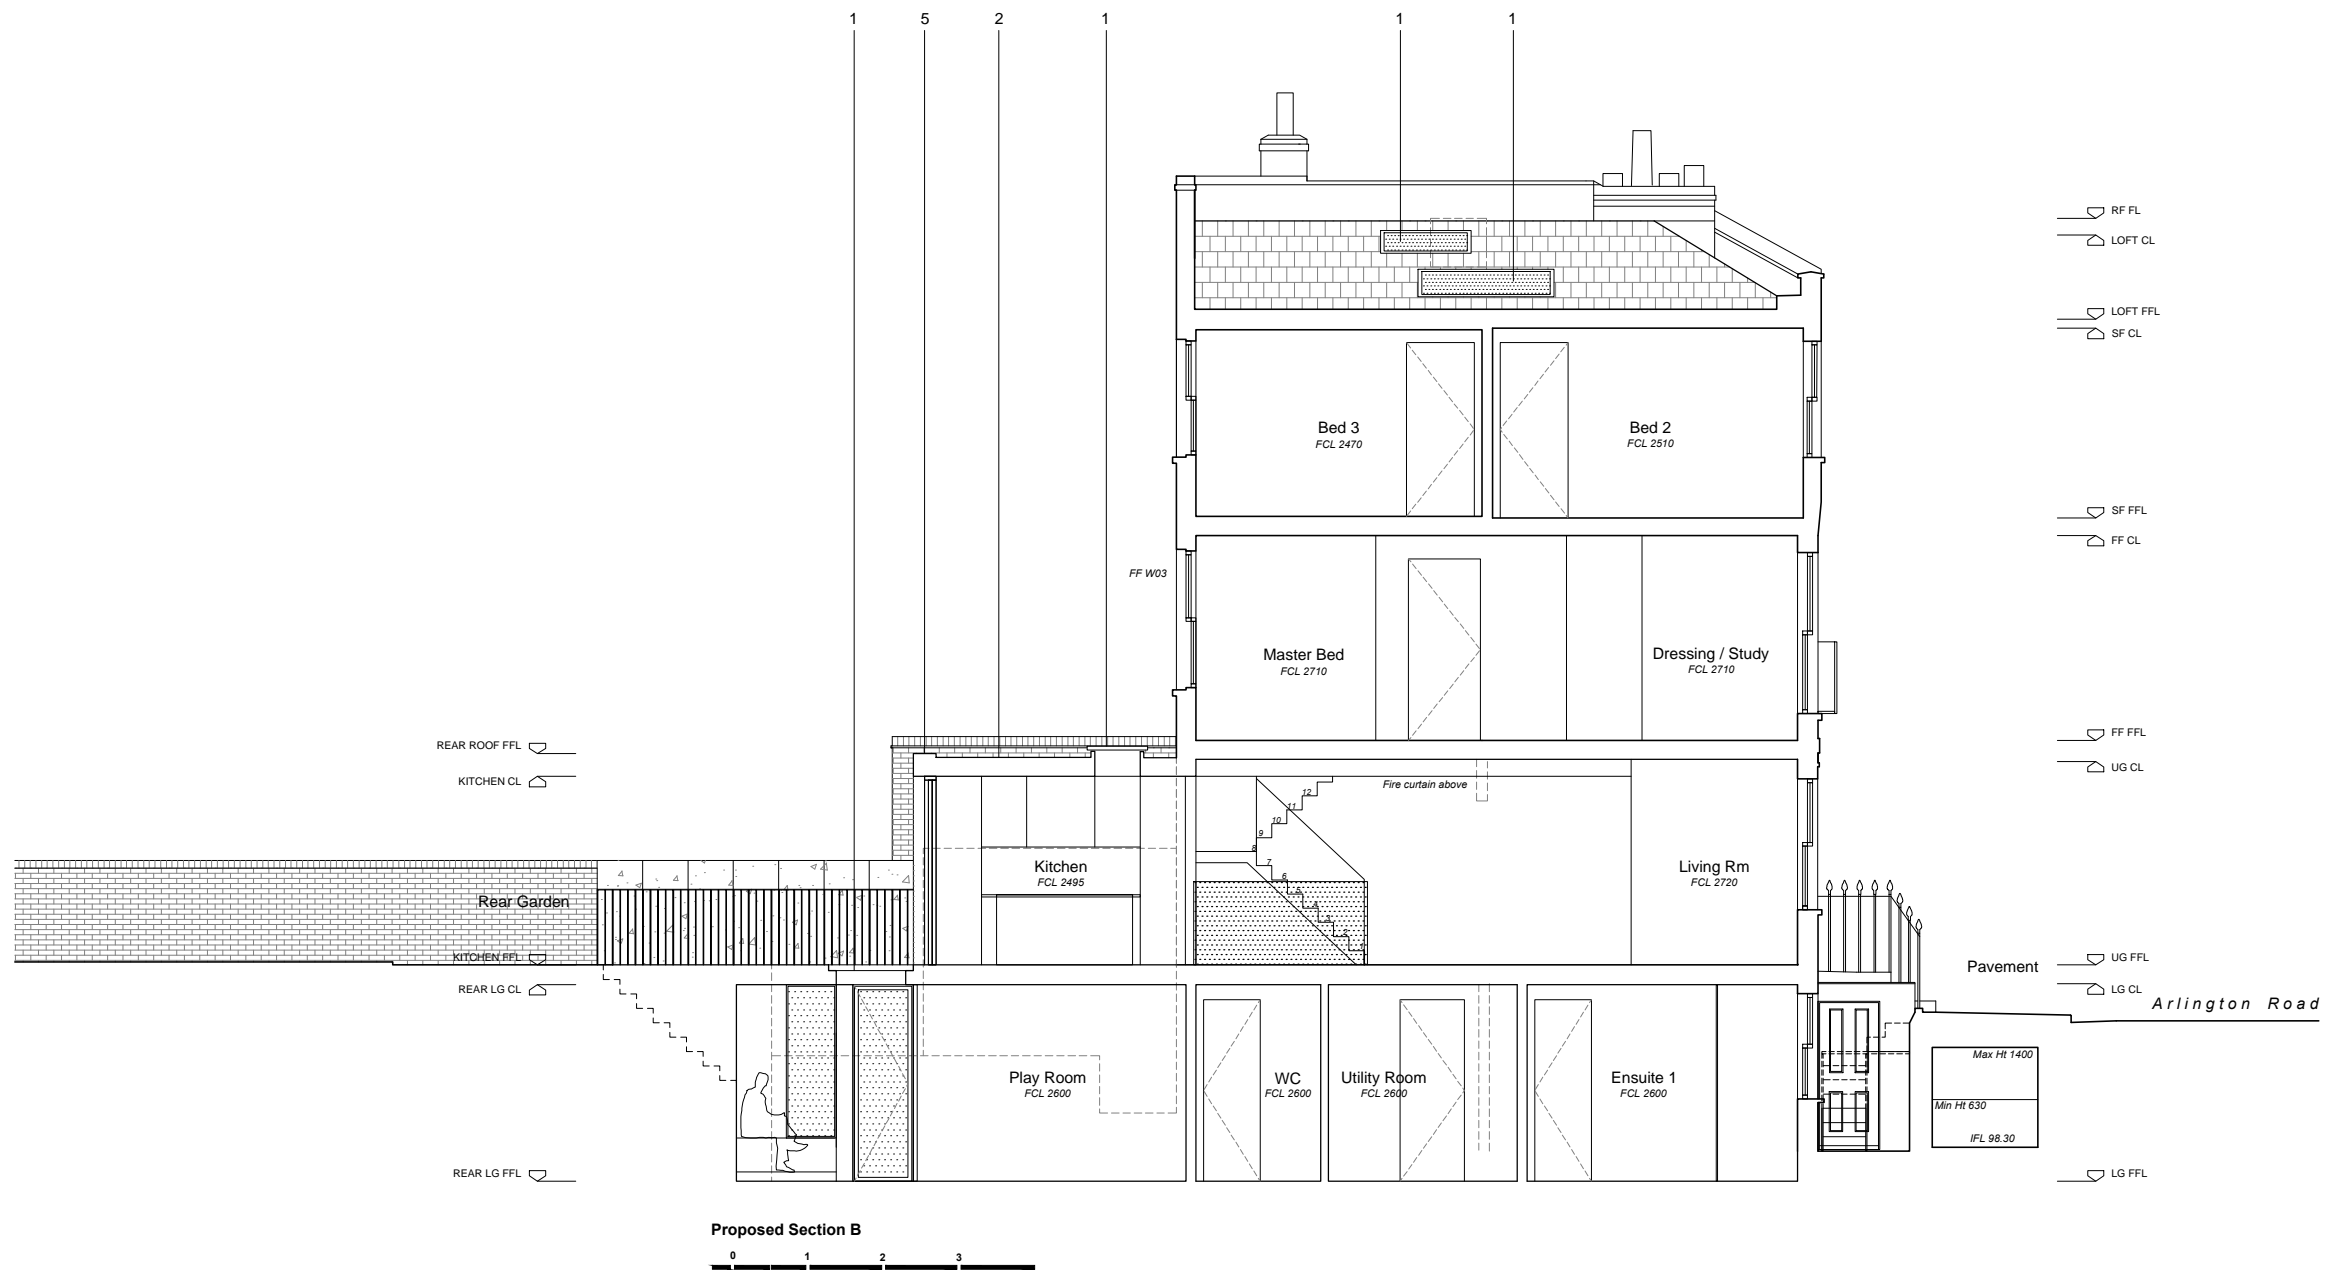 1 5 2 1 1 1
RF FL
LOFT CL
LOFT FFL
SF CL
Bed 3
FCL 2470
Bed 2
FCL 2510
SF FFL
FF CL
FF W03
Master Bed
FCL 2710
Dressing / Study
FCL 2710
REAR ROOF FFL
FF FFL
KITCHEN CL
UG CL
Fire curtain above
12
11
10
9
8
7
6
5
4
3
2
1
Kitchen
FCL 2495
Living Rm
FCL 2720
Rear Garden
KITCHEN FFL
UG FFL
REAR LG CL
LG CL
Pavement
Arlington Road
Play Room
FCL 2600
WC
FCL 2600
Utility Room
FCL 2600
Ensuite 1
FCL 2600
Max Ht 1400
Min Ht 630
IFL 98.30
REAR LG FFL
LG FFL
Proposed Section B
0 1 2 3